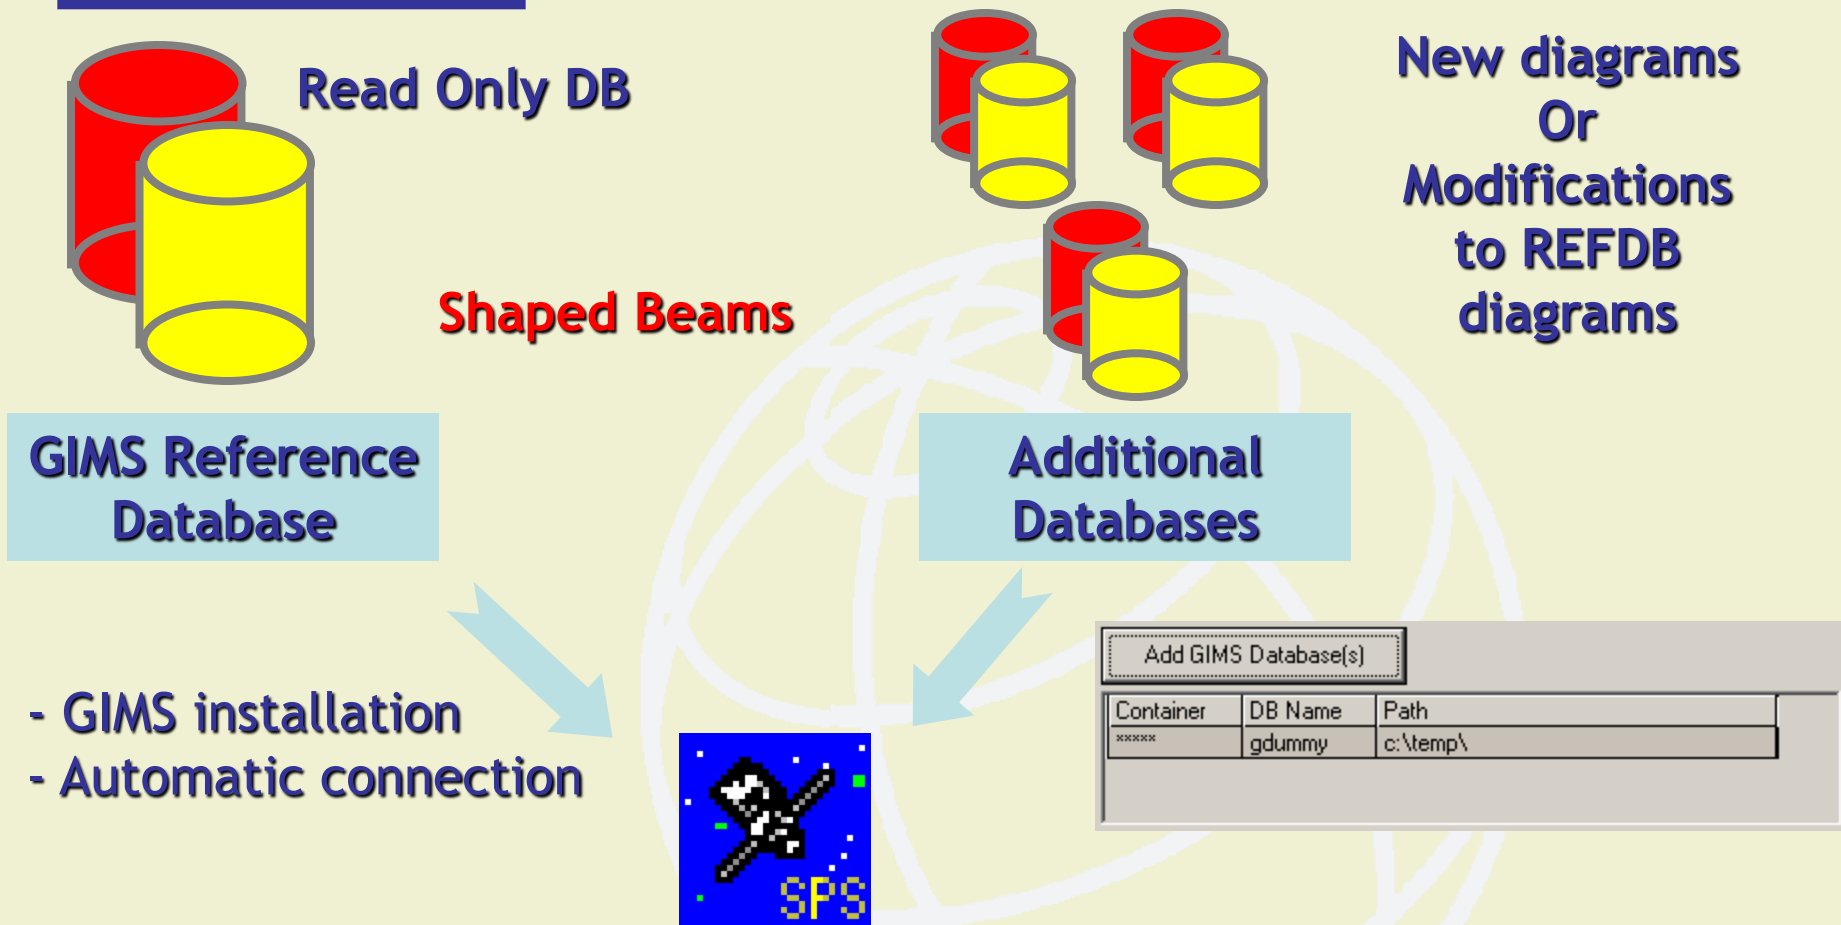 Read Only DB
New diagrams
Or
Modifications
to REFDB
diagrams
Shaped Beams
GIMS Reference
Database
Additional
Databases
- GIMS installation
- Automatic connection
Add GIMS Database(s)
Container DB Name Path
***** gdummy c:\temp\
SPS